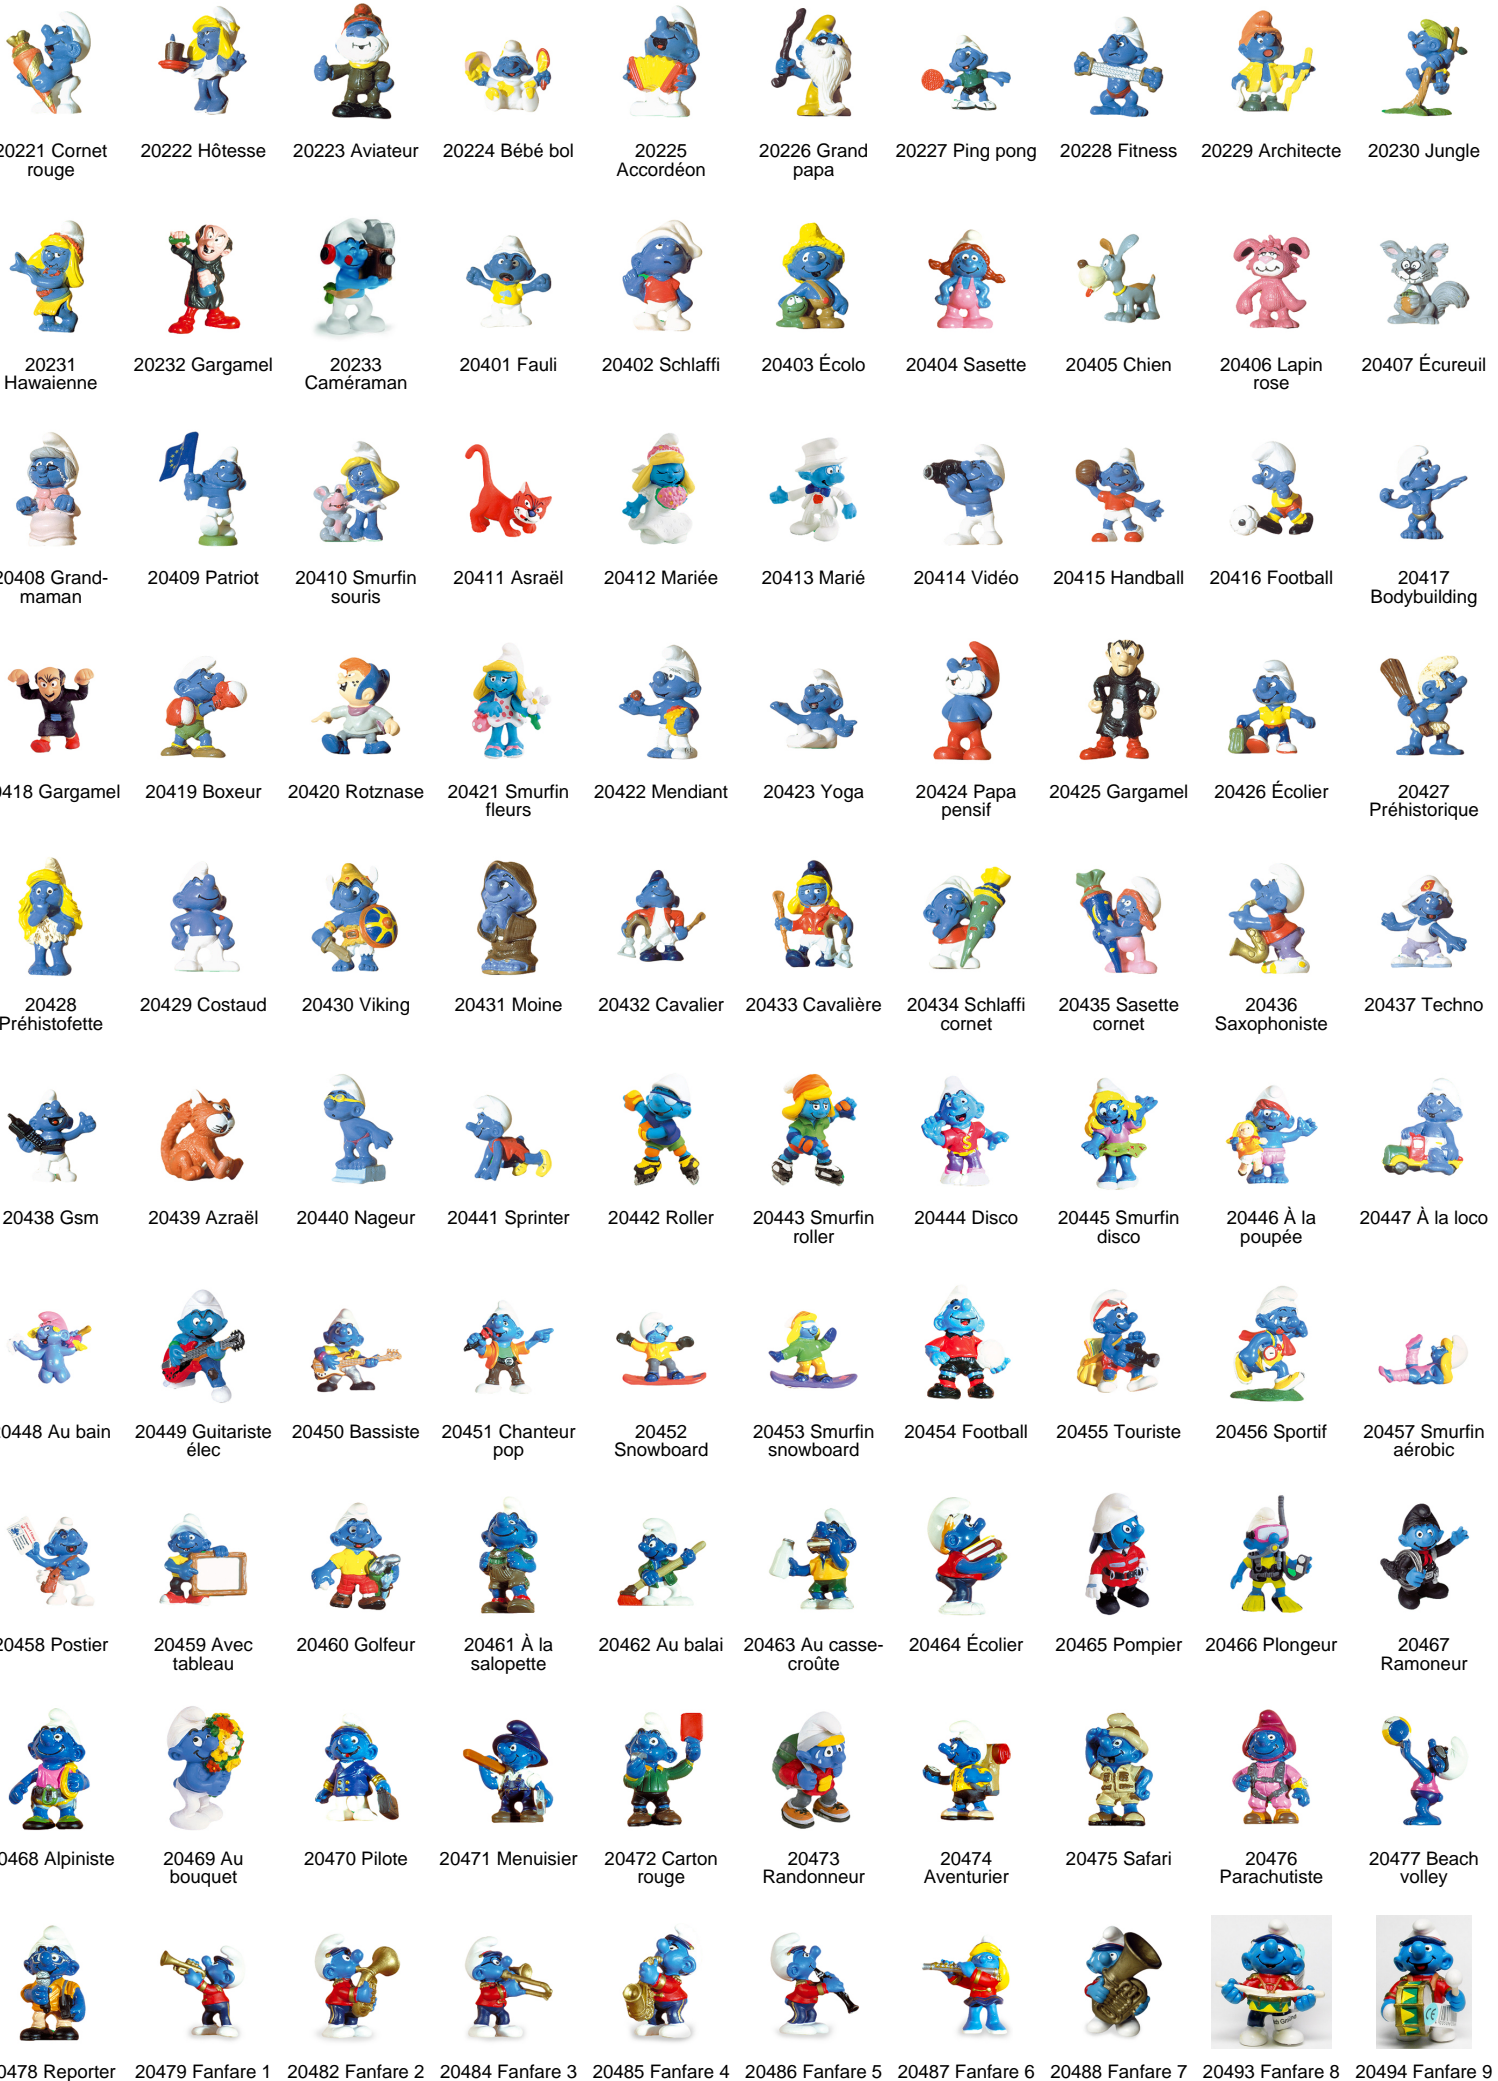 20221 Cornet
rouge
20222 Hôtesse
20223 Aviateur
20224 Bébé bol
20225
Accordéon
20226 Grand
papa
20227 Ping pong
20228 Fitness
20229 Architecte
20230 Jungle
20231
Hawaienne
20232 Gargamel
20233
Caméraman
20401 Fauli
20402 Schlaffi
20403 Écolo
20404 Sasette
20405 Chien
20406 Lapin
rose
20407 Écureuil
20408 Grand-
maman
20409 Patriot
20410 Smurfin
souris
20411 Asraël
20412 Mariée
20413 Marié
20414 Vidéo
20415 Handball
20416 Football
20417
Bodybuilding
0418 Gargamel
20419 Boxeur
20420 Rotznase
20421 Smurfin
fleurs
20422 Mendiant
20423 Yoga
20424 Papa
pensif
20425 Gargamel
20426 Écolier
20427
Préhistorique
20428
Préhistofette
20429 Costaud
20430 Viking
20431 Moine
20432 Cavalier
20433 Cavalière
20434 Schlaffi
cornet
20435 Sasette
cornet
20436
Saxophoniste
20437 Techno
20438 Gsm
20439 Azraël
20440 Nageur
20441 Sprinter
20442 Roller
20443 Smurfin
roller
20444 Disco
20445 Smurfin
disco
20446 À la
poupée
20447 À la loco
0448 Au bain
20449 Guitariste
élec
20450 Bassiste
20451 Chanteur
pop
20452
Snowboard
20453 Smurfin
snowboard
20454 Football
20455 Touriste
20456 Sportif
20457 Smurfin
aérobic
20458 Postier
20459 Avec
tableau
20460 Golfeur
20461 À la
salopette
20462 Au balai
20463 Au casse-
croûte
20464 Écolier
20465 Pompier
20466 Plongeur
20467
Ramoneur
0468 Alpiniste
20469 Au
bouquet
20470 Pilote
20471 Menuisier
20472 Carton
rouge
20473
Randonneur
20474
Aventurier
20475 Safari
20476
Parachutiste
20477 Beach
volley
0478 Reporter
20479 Fanfare 1
20482 Fanfare 2
20484 Fanfare 3
20485 Fanfare 4
20486 Fanfare 5
20487 Fanfare 6
20488 Fanfare 7
20493 Fanfare 8
20494 Fanfare 9